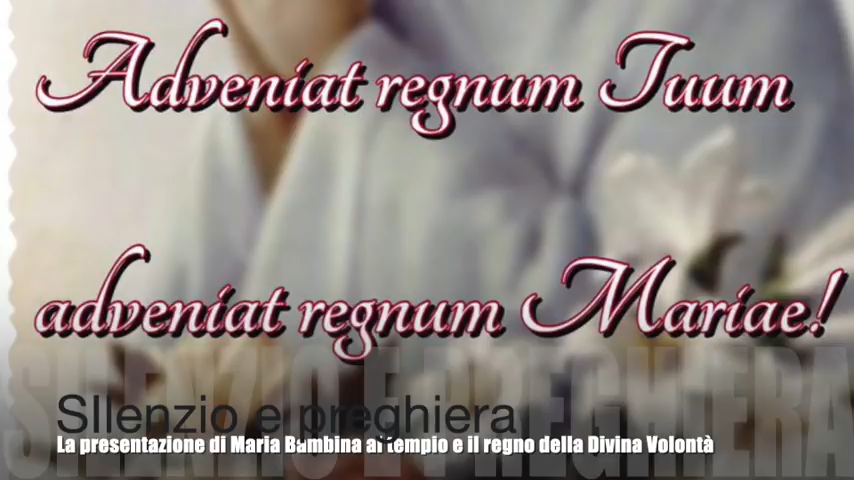 Adveniat regnum Tuum
adveniat regnum Mariae!
SILENZIO E PREGHIERA
SIlenzio e preghiera
La presentazione di Maria Bambina al tempio e il regno della Divina Volontà